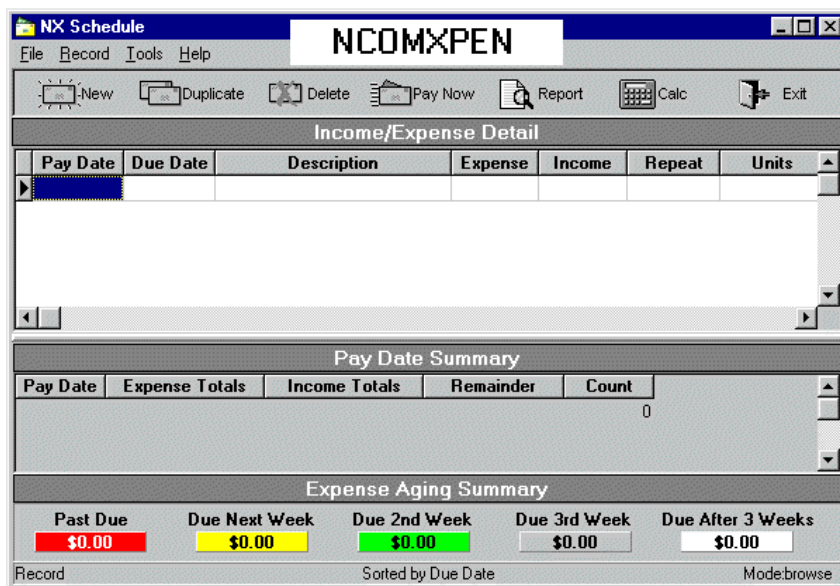 NX Schedule
NCOMXPEN
File Record Tools Help
New Duplicate Delete Pay Now Report Calc Exit
Income/Expense Detail
Pay Date Due Date Description Expense Income Repeat Units
Pay Date Summary
Pay Date Expense Totals Income Totals Remainder Count
0
Expense Aging Summary
Past Due Due Next Week Due 2nd Week Due 3rd Week Due After 3 Weeks
$0.00 $0.00 $0.00 $0.00 $0.00
Record Sorted by Due Date Mode:browse